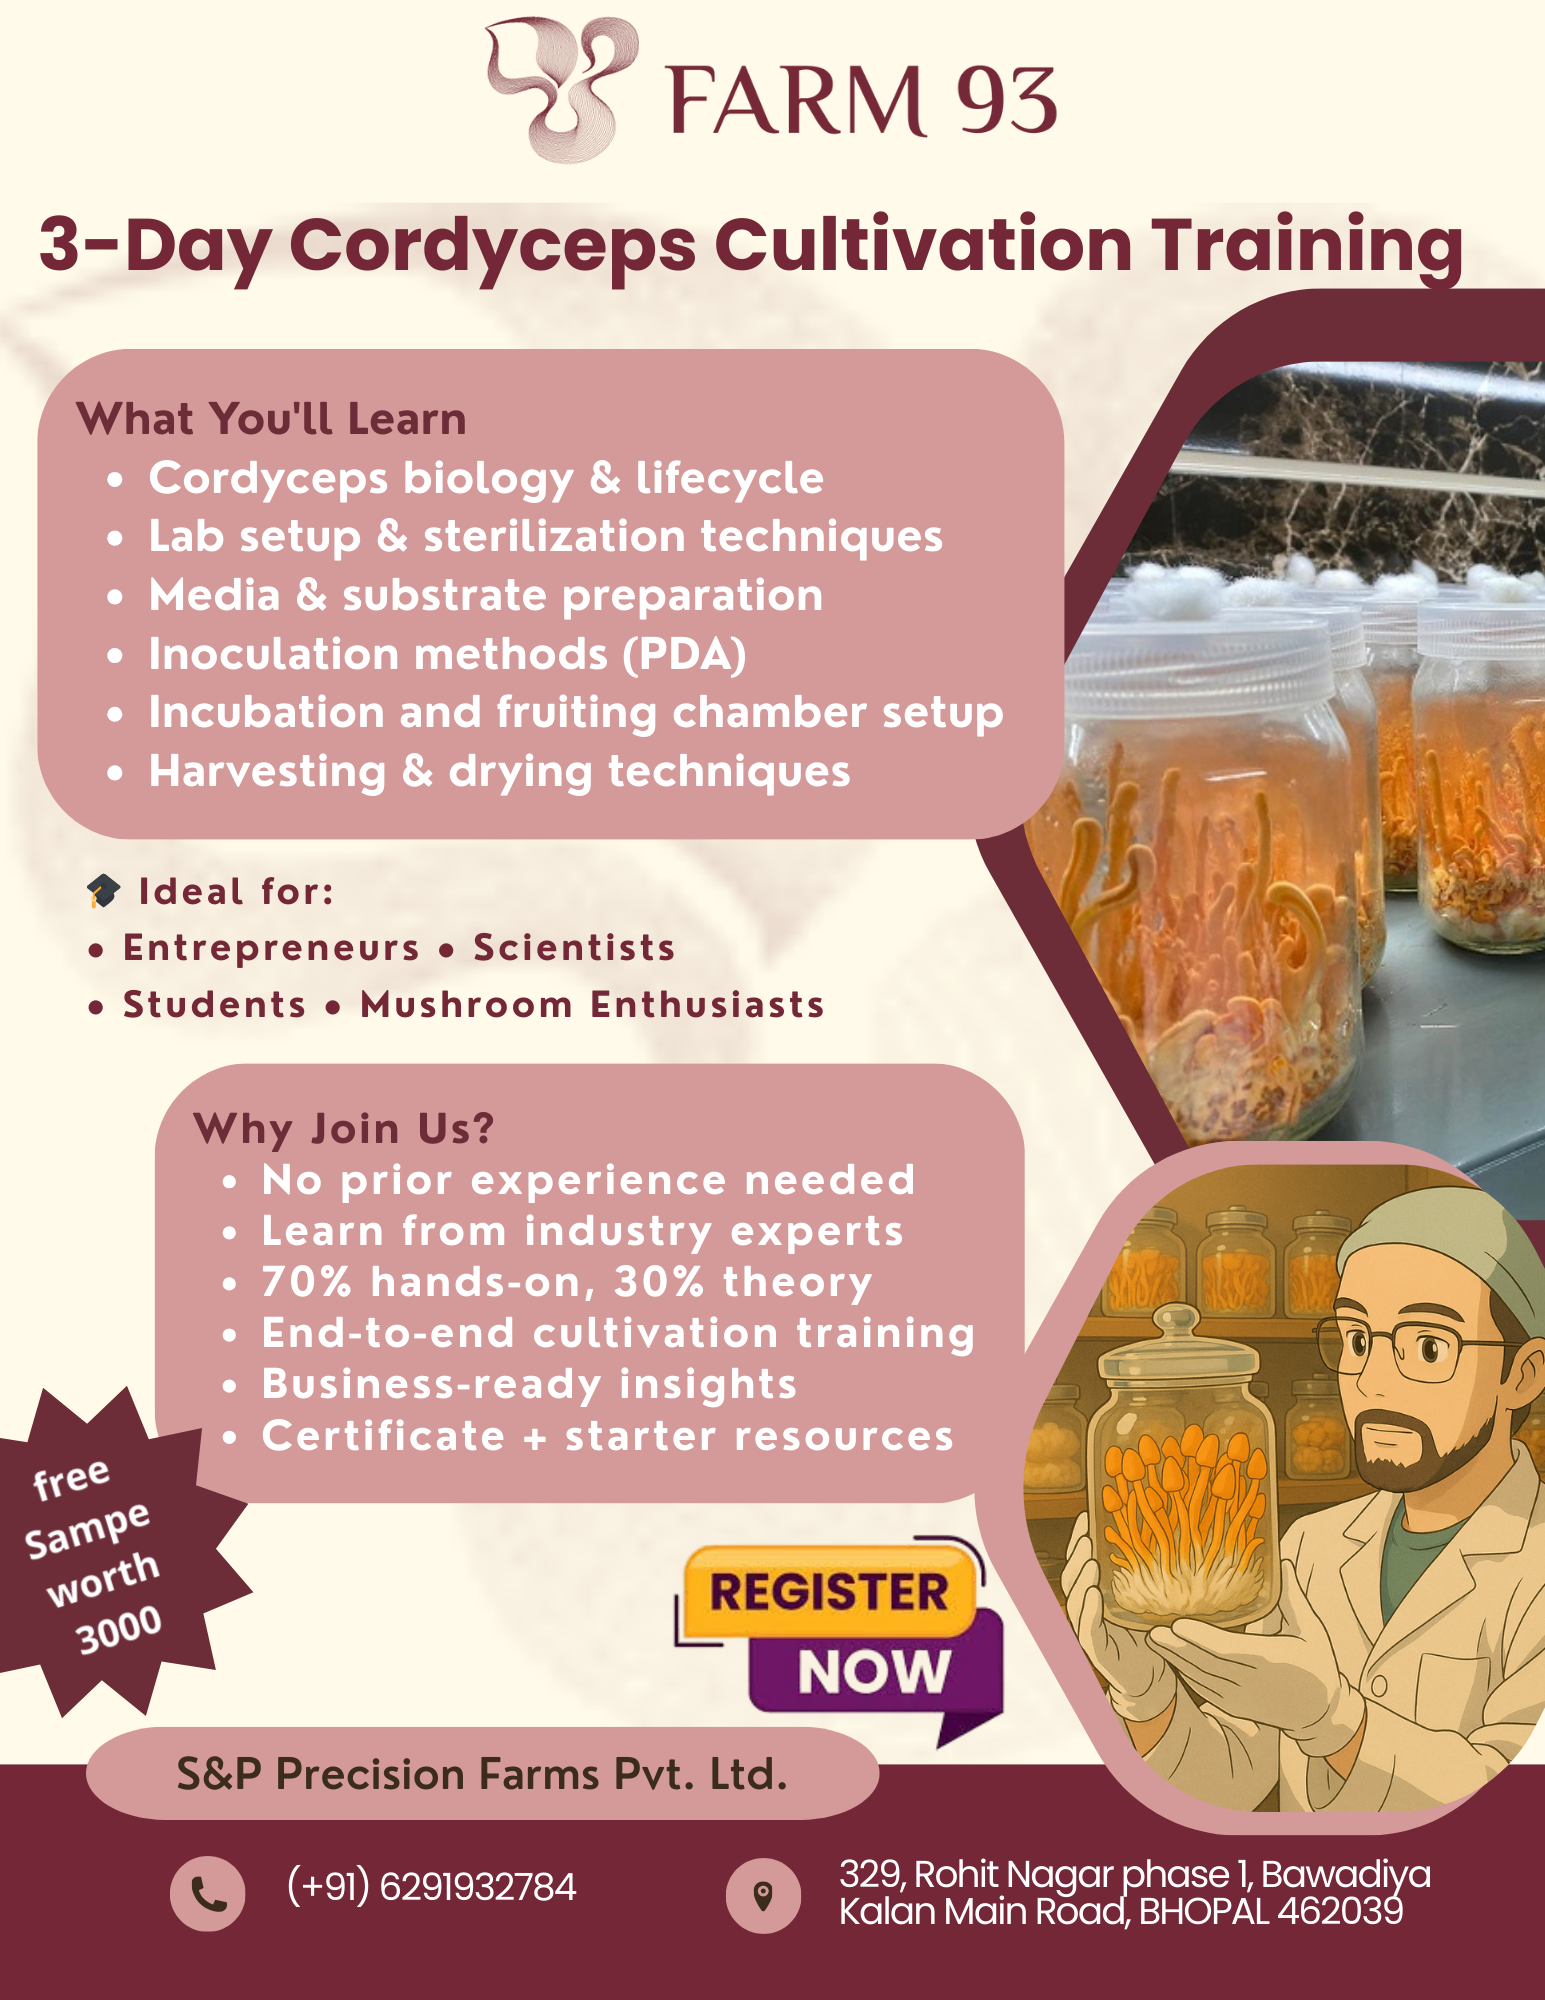 FARM 93
3-Day Cordyceps Cultivation Training
What You'll Learn
• Cordyceps biology & lifecycle
• Lab setup & sterilization techniques
• Media & substrate preparation
• Inoculation methods (PDA)
• Incubation and fruiting chamber setup
• Harvesting & drying techniques
🎓 Ideal for:
• Entrepreneurs • Scientists
• Students • Mushroom Enthusiasts
Why Join Us?
• No prior experience needed
• Learn from industry experts
• 70% hands-on, 30% theory
• End-to-end cultivation training
• Business-ready insights
• Certificate + starter resources
free
Sampe
worth
3000
REGISTER
NOW
S&P Precision Farms Pvt. Ltd.
(+91) 6291932784
329, Rohit Nagar phase 1, Bawadiya
Kalan Main Road, BHOPAL 462039